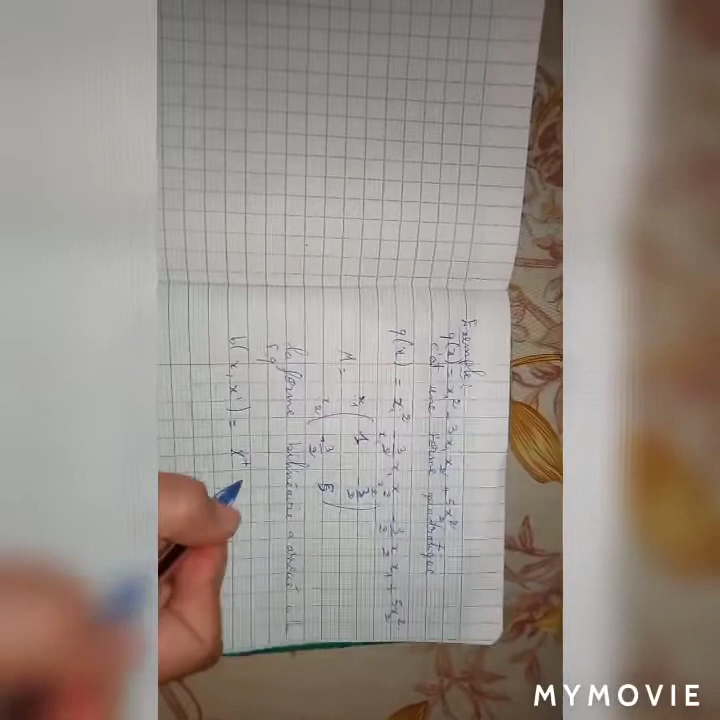 Exemple:
q(x) = x₁² - 3x₁x₂ + 5x₂²
c'est une forme quadratique
q(x) = x₁² - 3/2 x₁x₂ - 3/2 x₂x₁ + 5x₂²
x₁ x₂
A = x₁ ( 1 -3/2
x₂ -3/2 5 )
la forme bilinéaire associé à
q
b(x, x') = x
MYMOVIE